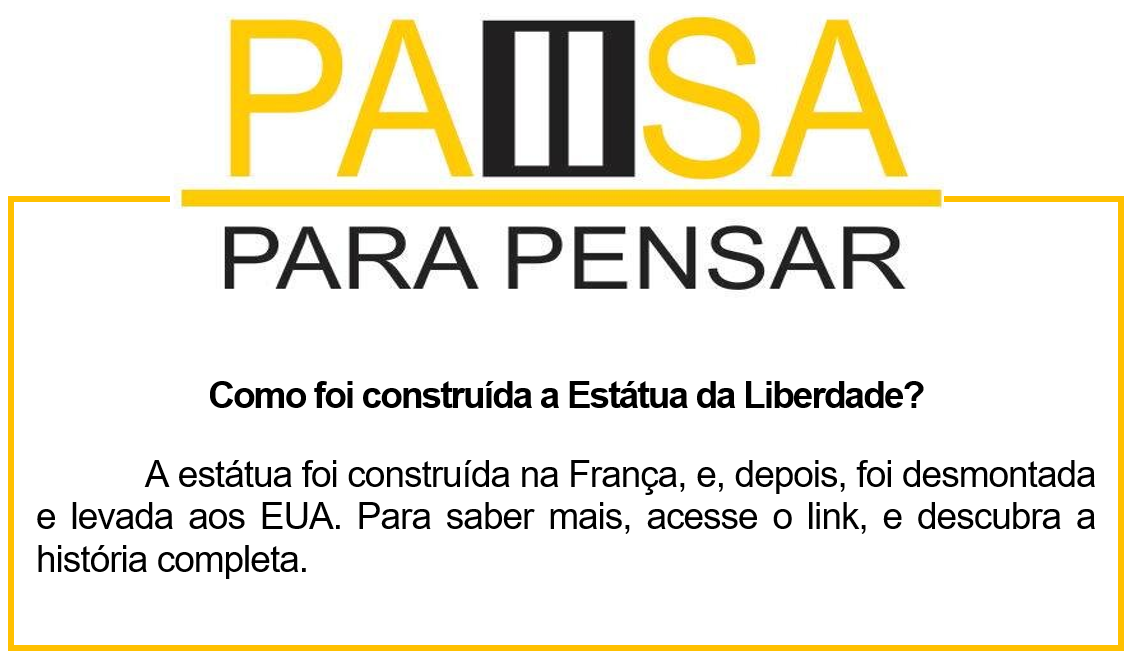 PAUSA
PARA PENSAR
Como foi construída a Estátua da Liberdade?
A estátua foi construída na França, e, depois, foi desmontada
e levada aos EUA. Para saber mais, acesse o link, e descubra a
história completa.